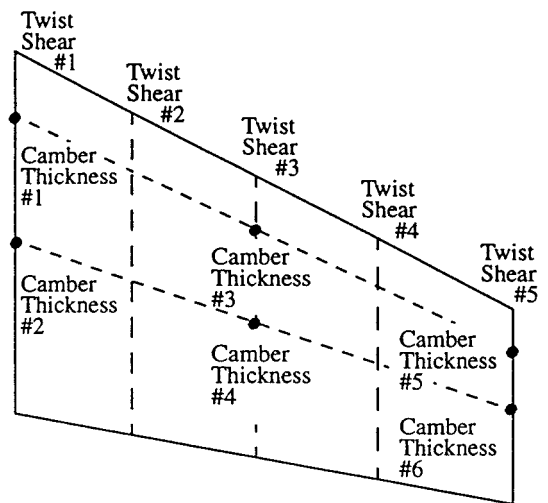 Twist
Shear
#1
Twist
Shear
#2
Twist
Shear
#3
Twist
Shear
#4
Twist
Shear
#5
Camber
Thickness
#1
Camber
Thickness
#2
Camber
Thickness
#3
Camber
Thickness
#4
Camber
Thickness
#5
Camber
Thickness
#6